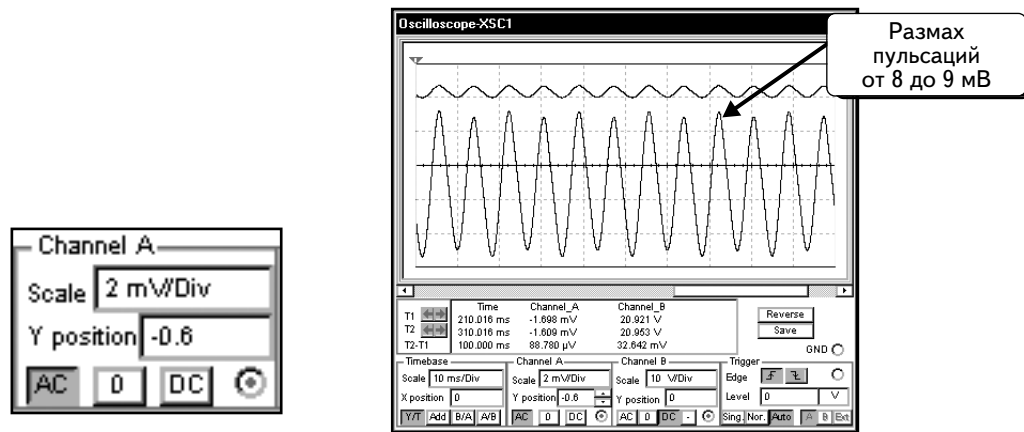 Channel A
Scale 2 mV/Div
Y position -0.6
AC 0 DC
Oscilloscope-XSC1
Размах
пульсаций
от 8 до 9 мВ
Time Channel_A Channel_B
T1 210.016 ms -1.698 mV 20.921 V
T2 310.016 ms -1.609 mV 20.953 V
T2-T1 100.000 ms 88.780 µV 32.642 mV
Reverse
Save
GND
Timebase
Scale 10 ms/Div
X position 0
Y/T Add B/A A/B
Channel A
Scale 2 mV/Div
Y position -0.6
AC 0 DC
Channel B
Scale 10 V/Div
Y position 0
AC 0 DC -
Trigger
Edge
Level 0 V
Sing. Nor. Auto A B Ext